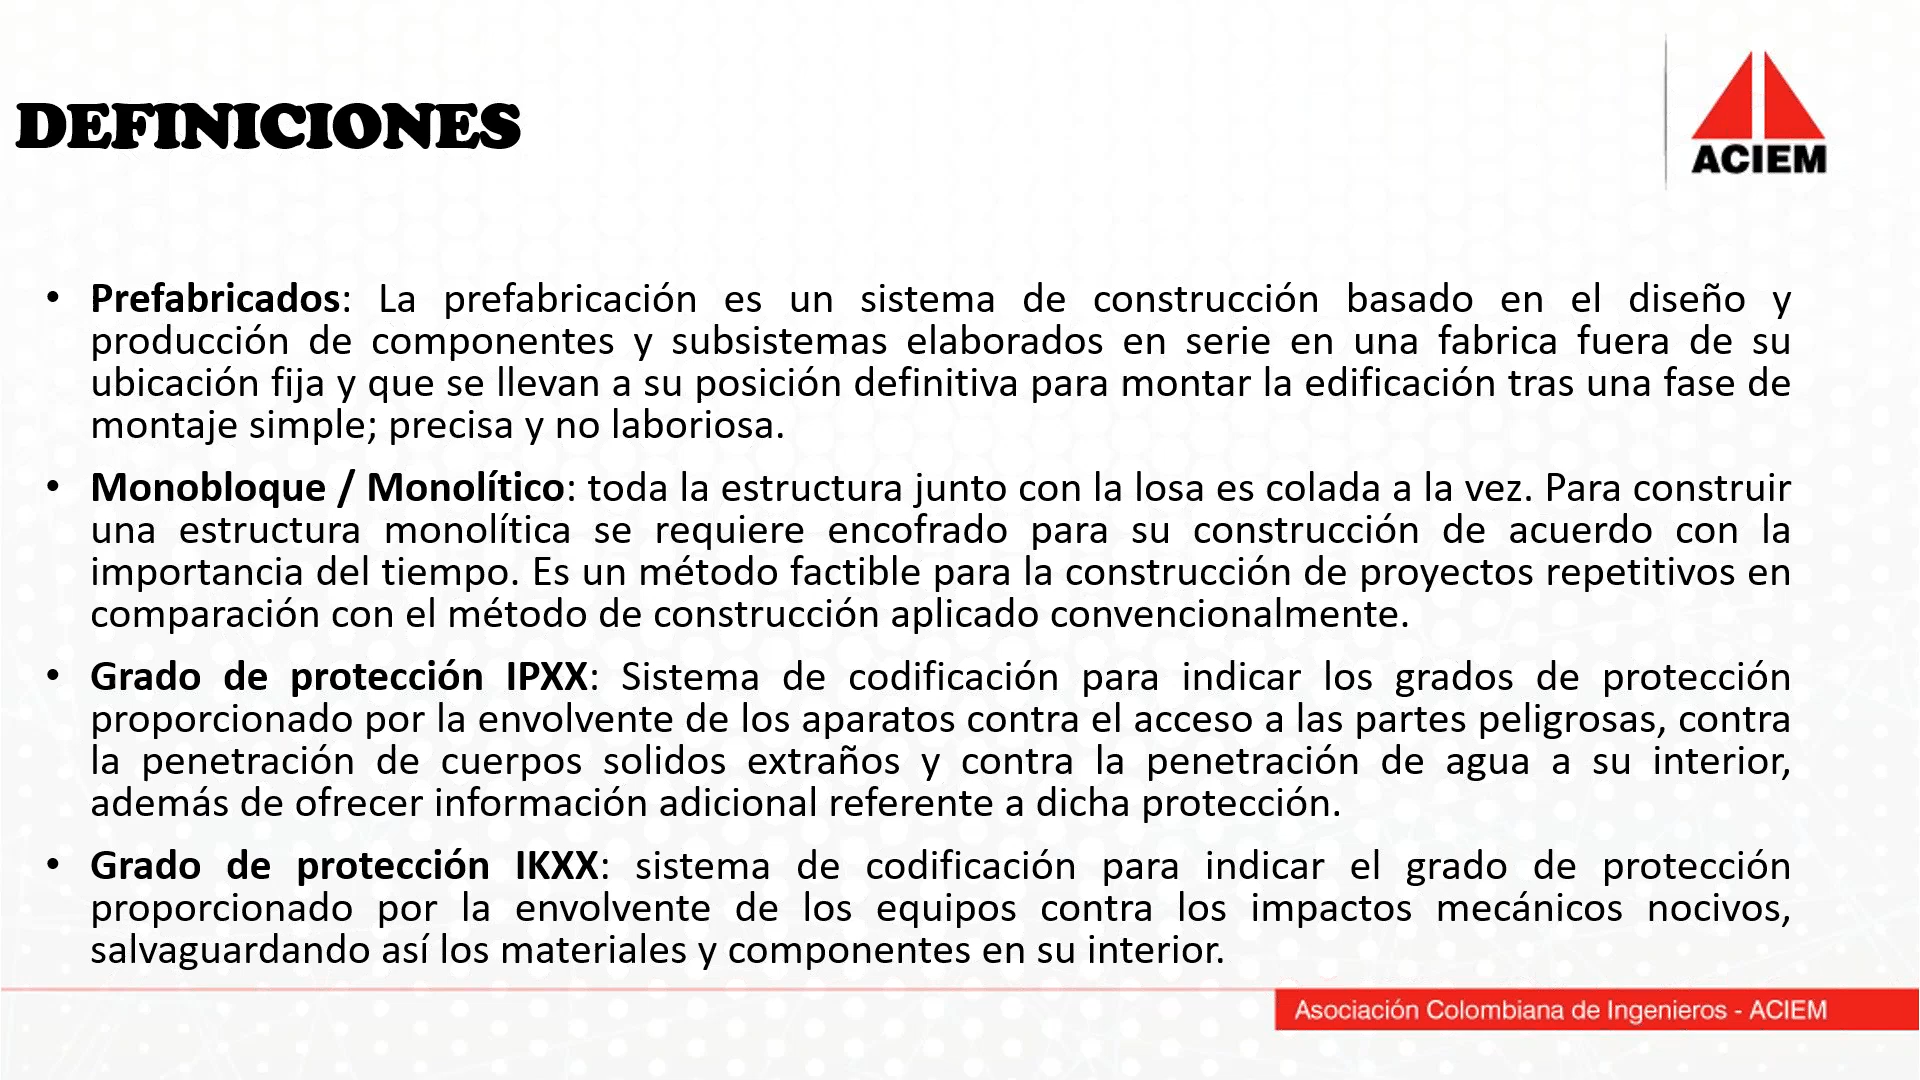 DEFINICIONES
ACIEM
• Prefabricados: La prefabricación es un sistema de construcción basado en el diseño y
producción de componentes y subsistemas elaborados en serie en una fabrica fuera de su
ubicación fija y que se llevan a su posición definitiva para montar la edificación tras una fase de
montaje simple; precisa y no laboriosa.
• Monobloque / Monolítico: toda la estructura junto con la losa es colada a la vez. Para construir
una estructura monolítica se requiere encofrado para su construcción de acuerdo con la
importancia del tiempo. Es un método factible para la construcción de proyectos repetitivos en
comparación con el método de construcción aplicado convencionalmente.
• Grado de protección IPXX: Sistema de codificación para indicar los grados de protección
proporcionado por la envolvente de los aparatos contra el acceso a las partes peligrosas, contra
la penetración de cuerpos solidos extraños y contra la penetración de agua a su interior,
además de ofrecer información adicional referente a dicha protección.
• Grado de protección IKXX: sistema de codificación para indicar el grado de protección
proporcionado por la envolvente de los equipos contra los impactos mecánicos nocivos,
salvaguardando así los materiales y componentes en su interior.
Asociación Colombiana de Ingenieros - ACIEM